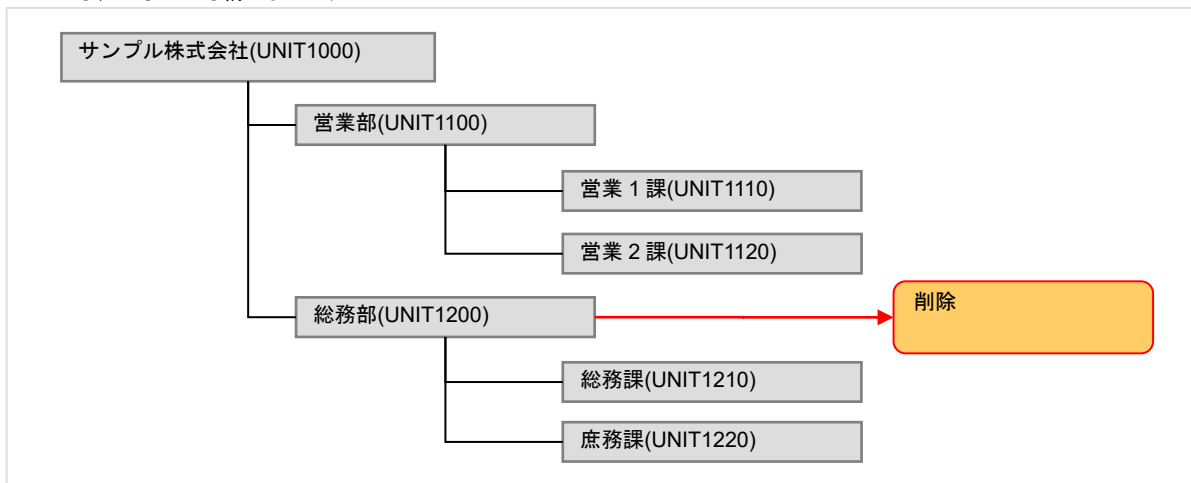 サンプル株式会社(UNIT1000)
営業部(UNIT1100)
営業 1 課(UNIT1110)
営業 2 課(UNIT1120)
総務部(UNIT1200)
削除
総務課(UNIT1210)
庶務課(UNIT1220)